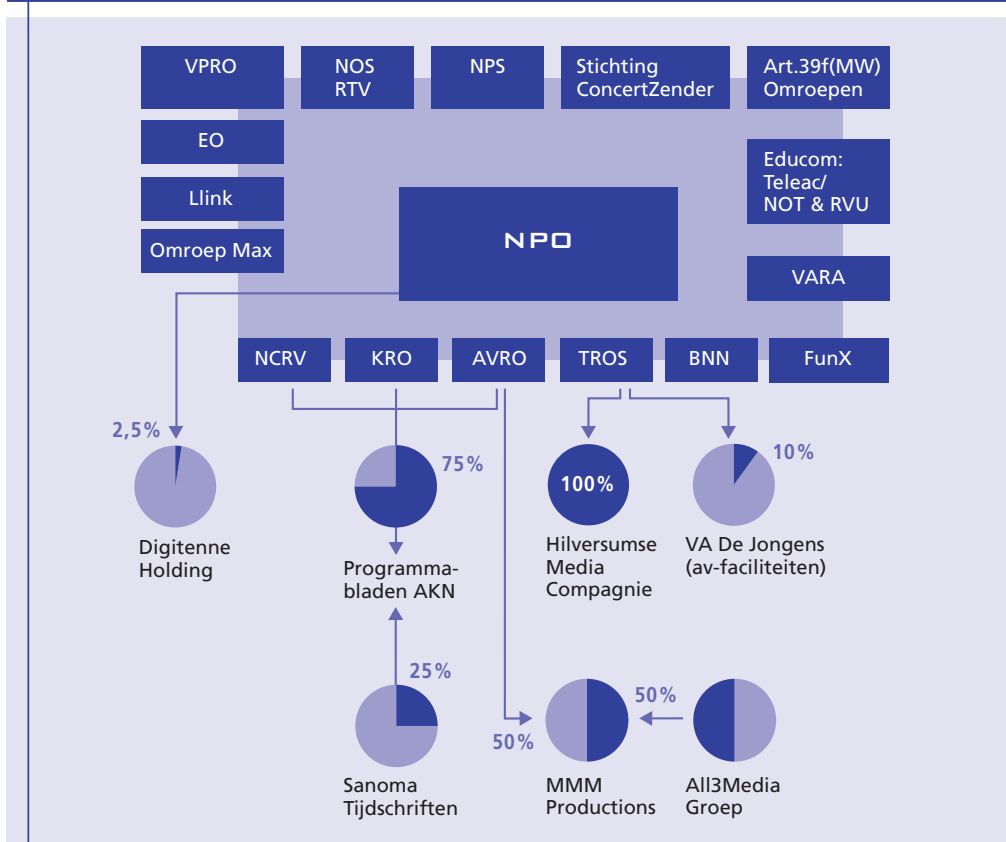 VPRO
NOS
RTV
NPS
Stichting
ConcertZender
Art.39f(MW)
Omroepen
EO
Llink
Omroep Max
Educom:
Teleac/
NOT & RVU
VARA
NPO
NCRV
KRO
AVRO
TROS
BNN
FunX
2,5%
75%
100%
10%
Digitenne
Holding
Programma-
bladen AKN
Hilversumse
Media
Compagnie
VA De Jongens
(av-faciliteiten)
25%
50%
50%
Sanoma
Tijdschriften
MMM
Productions
All3Media
Groep